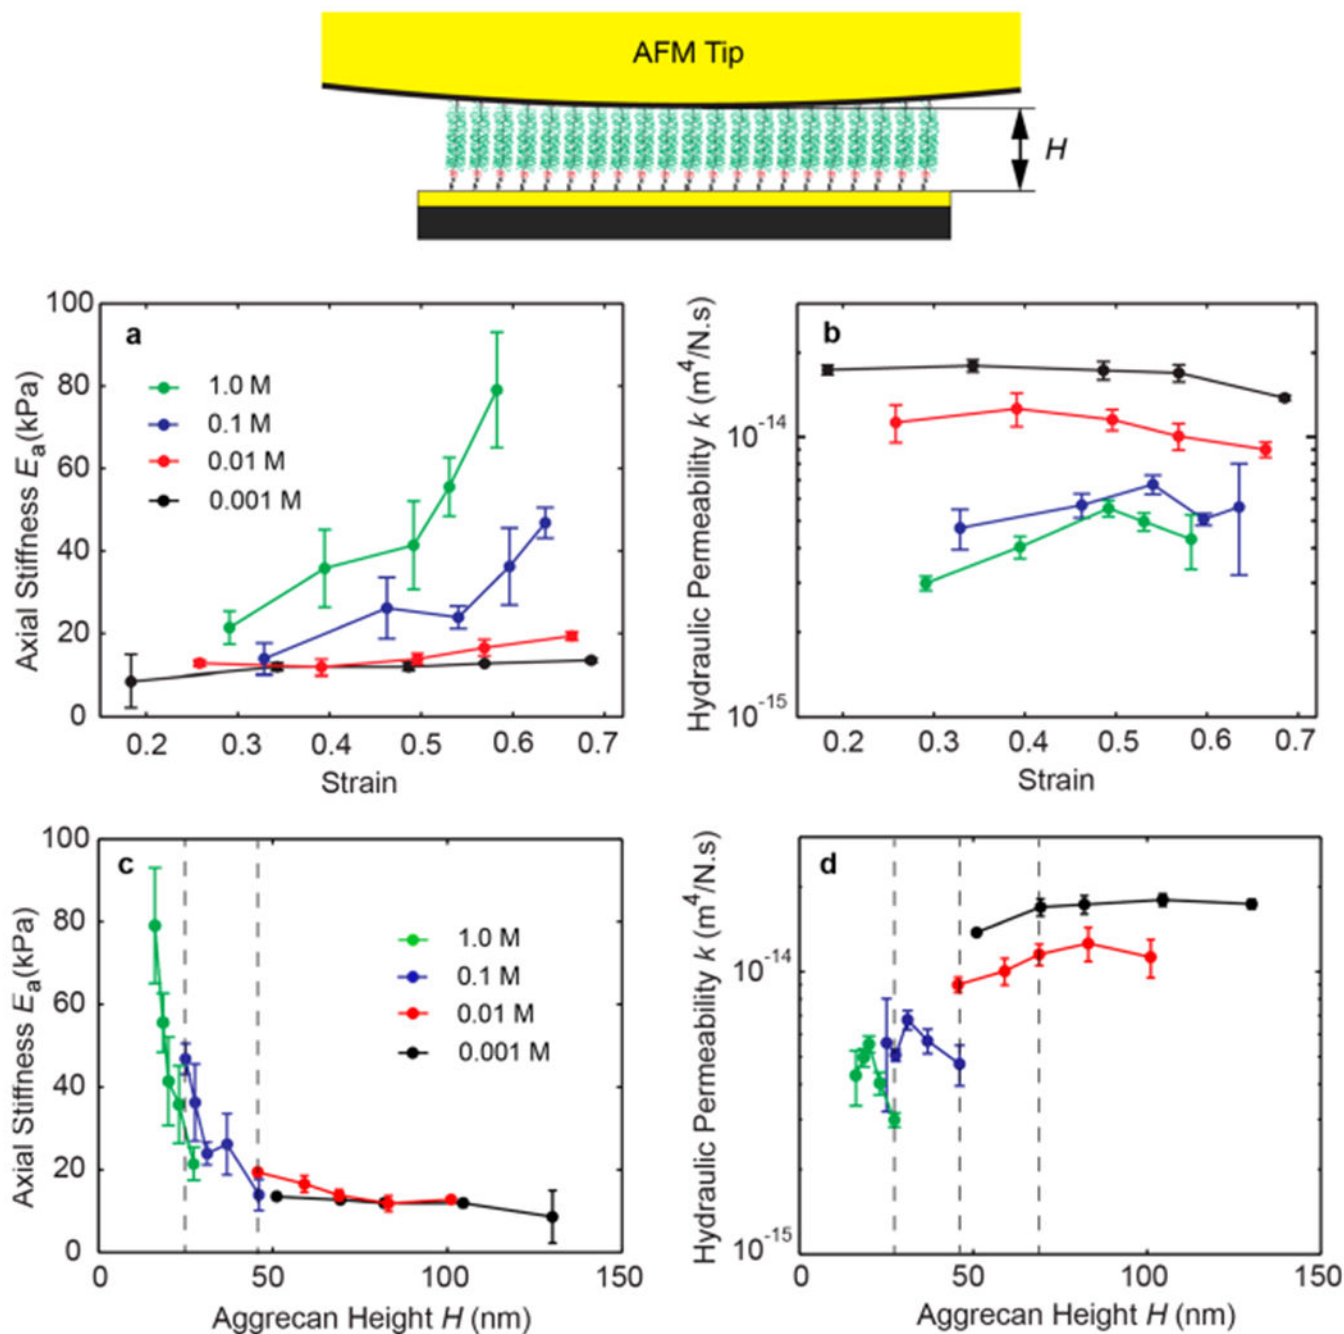 AFM Tip
H
a
Axial Stiffness Ea(kPa)
100
80
60
40
20
0
1.0 M
0.1 M
0.01 M
0.001 M
0.2 0.3 0.4 0.5 0.6 0.7
Strain
b
Hydraulic Permeability k (m⁴/N.s)
10⁻¹⁴
10⁻¹⁵
0.2 0.3 0.4 0.5 0.6 0.7
Strain
c
Axial Stiffness Ea(kPa)
100
80
60
40
20
0
1.0 M
0.1 M
0.01 M
0.001 M
0 50 100 150
Aggrecan Height H (nm)
d
Hydraulic Permeability k (m⁴/N.s)
10⁻¹⁴
10⁻¹⁵
0 50 100 150
Aggrecan Height H (nm)